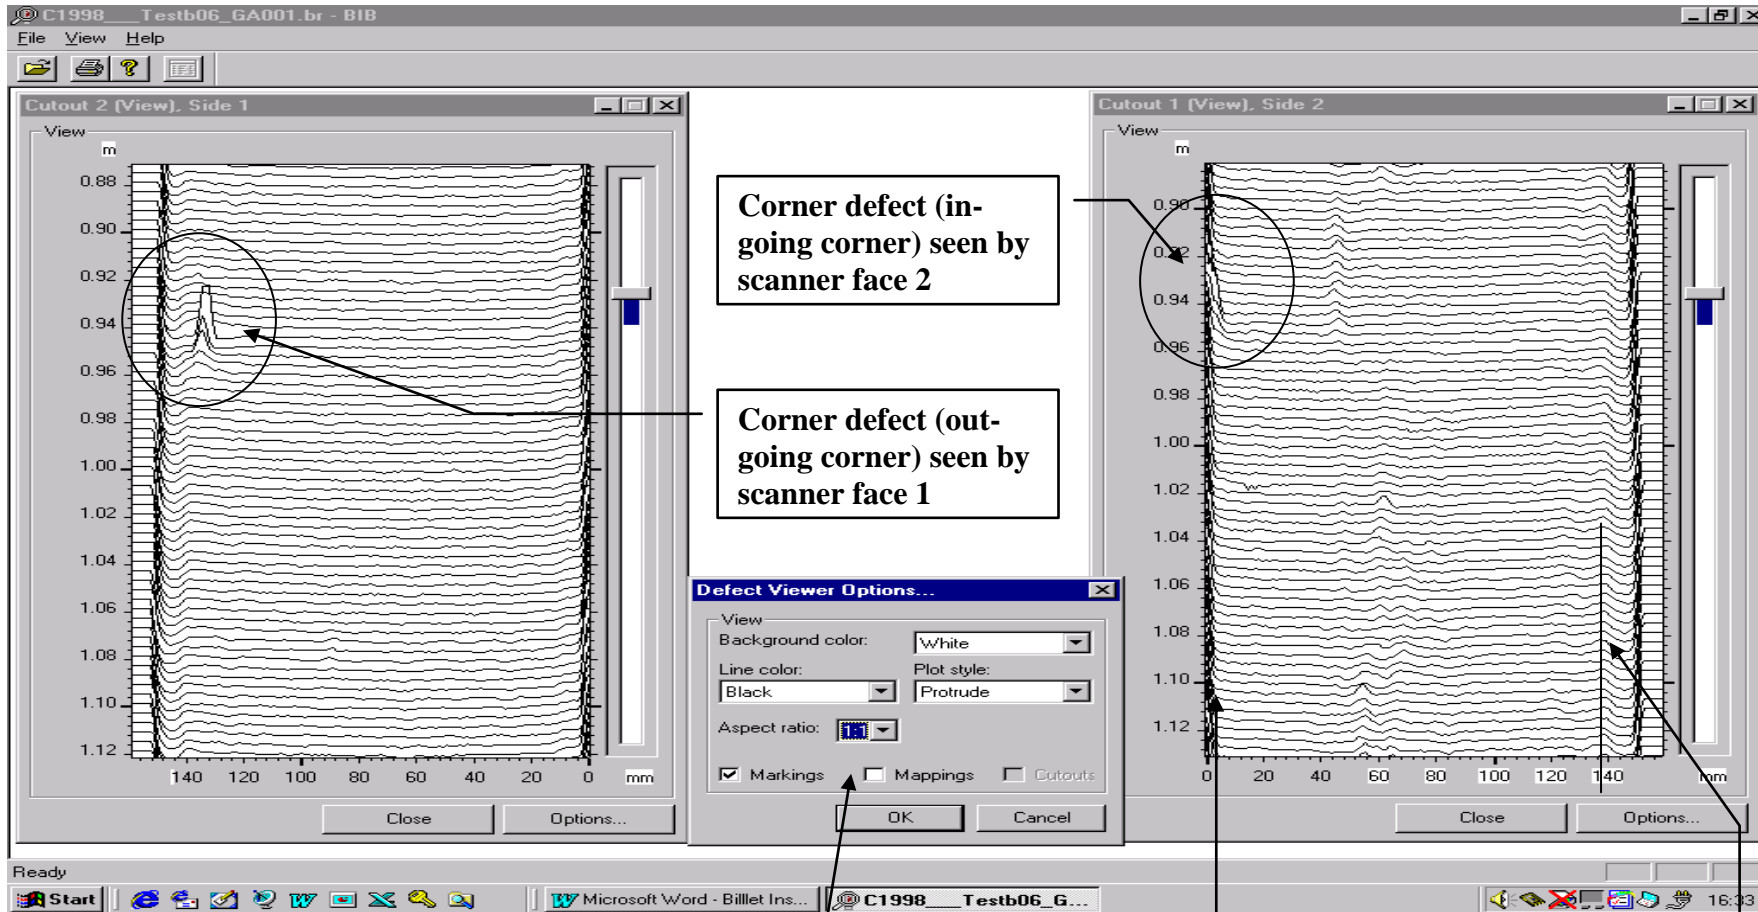 C1998___Testb06_GA001.br - BIB
File View Help
Cutout 2 (View), Side 1
View
m
0.88
0.90
0.92
0.94
0.96
0.98
1.00
1.02
1.04
1.06
1.08
1.10
1.12
140 120 100 80 60 40 20 0 mm
Close Options...
Corner defect (in-
going corner) seen by
scanner face 2
Corner defect (out-
going corner) seen by
scanner face 1
Defect Viewer Options...
View
Background color: White
Line color: Plot style:
Black Protrude
Aspect ratio: 1:1
Markings Mappings Cutouts
OK Cancel
Cutout 1 (View), Side 2
View
m
0.90
0.92
0.94
0.96
0.98
1.00
1.02
1.04
1.06
1.08
1.10
1.12
0 20 40 60 80 100 120 140 mm
Close Options...
Ready
Start Microsoft Word - Billlet Ins... C1998___Testb06_G... 16:33